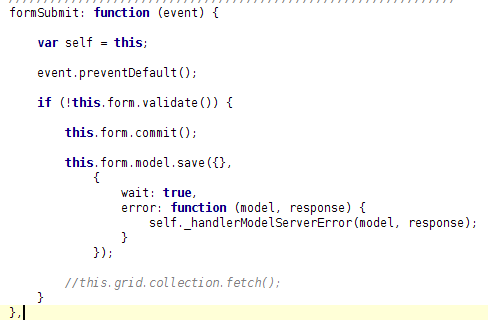 formSubmit: function (event) {
var self = this;
event.preventDefault();
if (!this.form.validate()) {
this.form.commit();
this.form.model.save({},
{
wait: true,
error: function (model, response) {
self._handlerModelServerError(model, response);
}
});
//this.grid.collection.fetch();
}
},